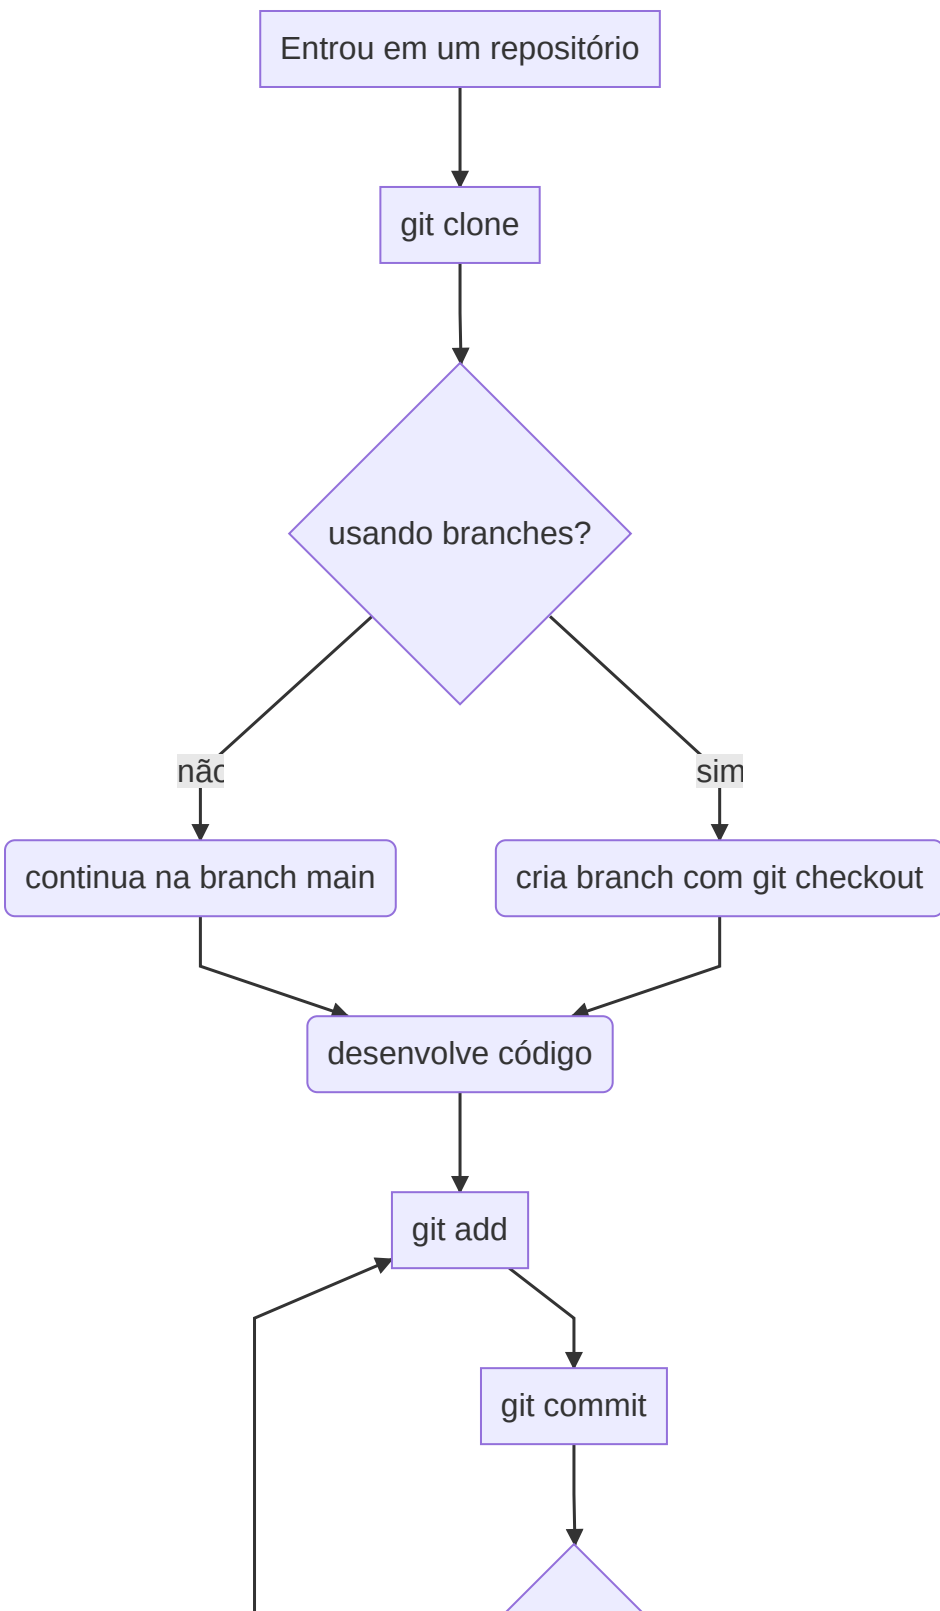 Entrou em um repositório
git clone
usando branches?
não
sim
continua na branch main
cria branch com git checkout
desenvolve código
git add
git commit